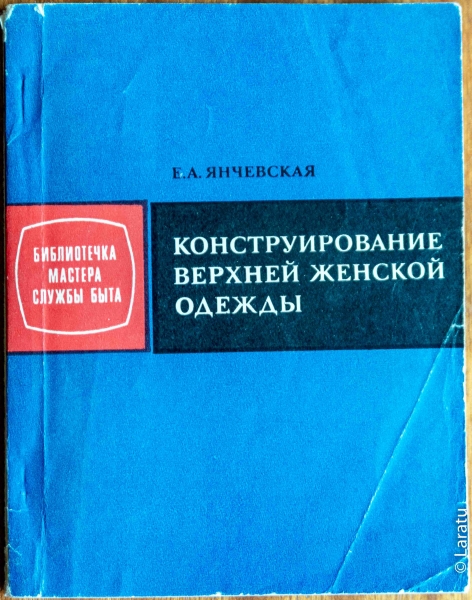 Е.А. ЯНЧЕВСКАЯ
БИБЛИОТЕЧКА
МАСТЕРА
СЛУЖБЫ БЫТА
КОНСТРУИРОВАНИЕ
ВЕРХНЕЙ ЖЕНСКОЙ
ОДЕЖДЫ
© Laratu